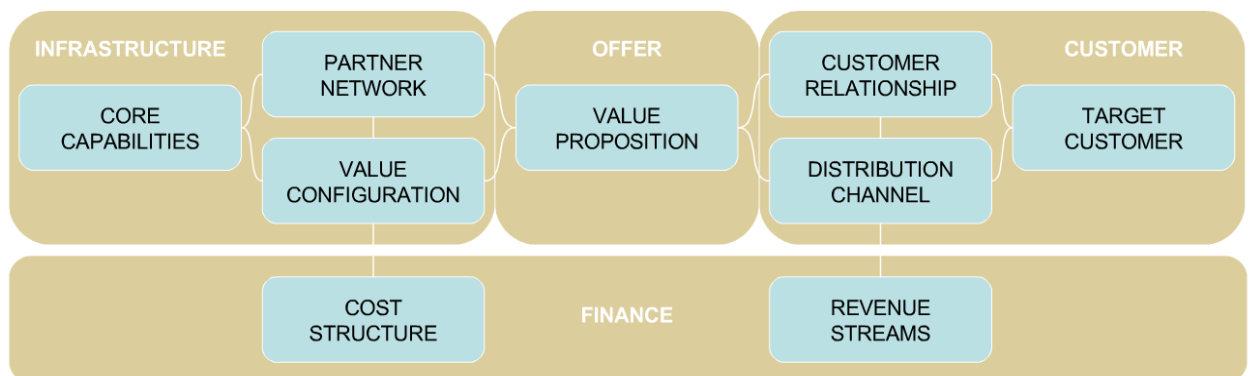 INFRASTRUCTURE
PARTNER
NETWORK
CORE
CAPABILITIES
VALUE
CONFIGURATION
OFFER
VALUE
PROPOSITION
CUSTOMER
CUSTOMER
RELATIONSHIP
DISTRIBUTION
CHANNEL
TARGET
CUSTOMER
COST
STRUCTURE
FINANCE
REVENUE
STREAMS